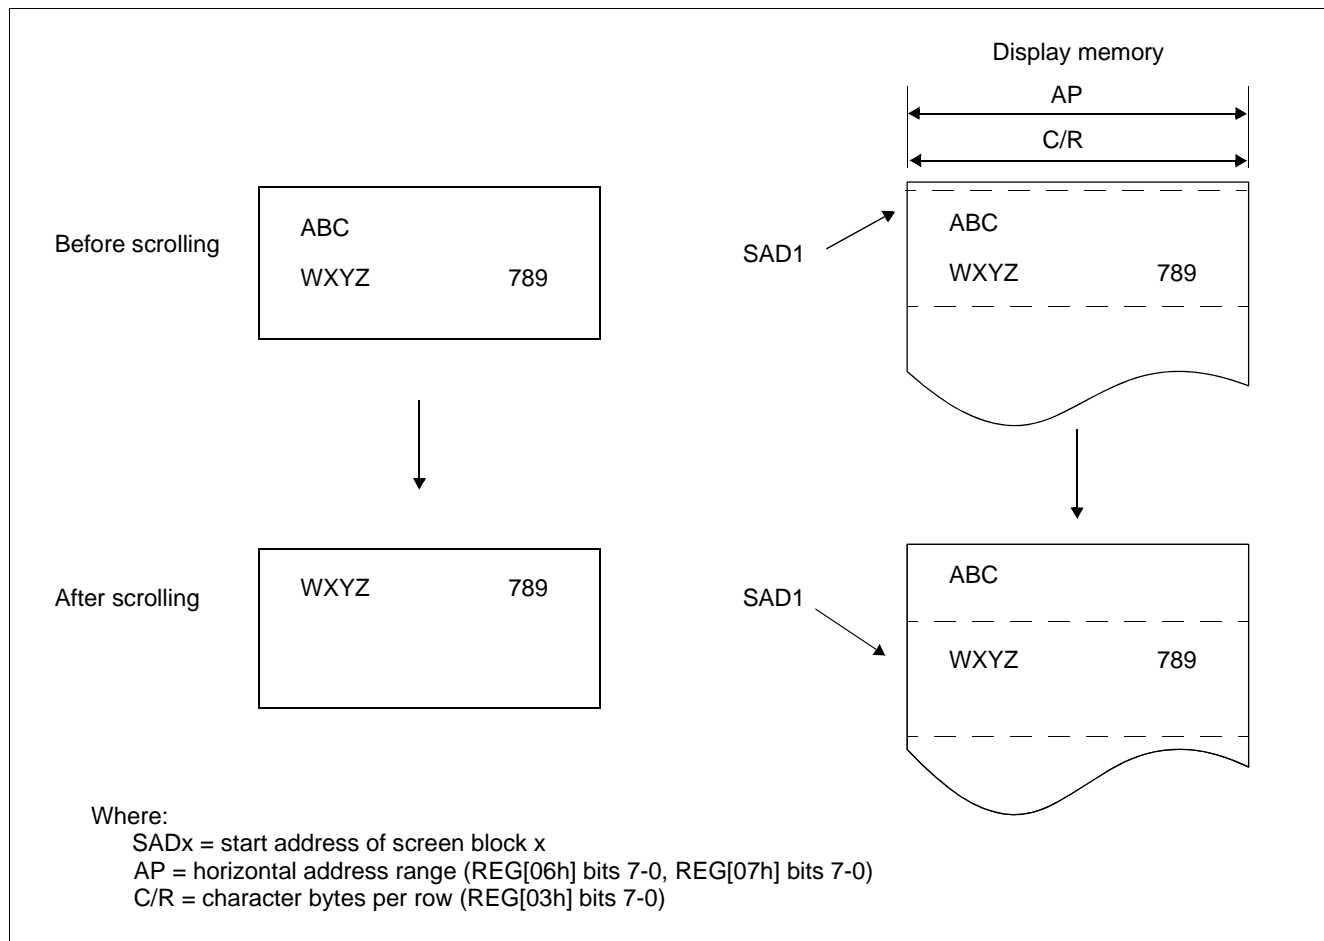 Display memory
AP
C/R
Before scrolling
ABC
WXYZ 789
SAD1
ABC
WXYZ 789
After scrolling
WXYZ 789
SAD1
ABC
WXYZ 789
Where:
SADx = start address of screen block x
AP = horizontal address range (REG[06h] bits 7-0, REG[07h] bits 7-0)
C/R = character bytes per row (REG[03h] bits 7-0)